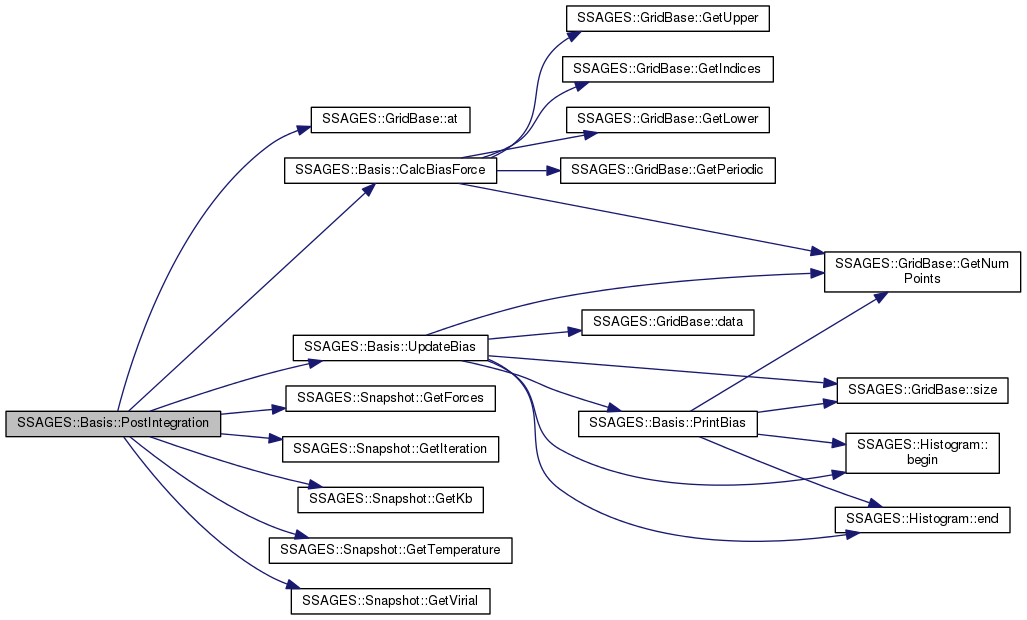 SSAGES::GridBase::GetUpper
SSAGES::GridBase::GetIndices
SSAGES::GridBase::at
SSAGES::GridBase::GetLower
SSAGES::Basis::CalcBiasForce
SSAGES::GridBase::GetPeriodic
SSAGES::GridBase::GetNum
Points
SSAGES::GridBase::data
SSAGES::Basis::UpdateBias
SSAGES::GridBase::size
SSAGES::Snapshot::GetForces
SSAGES::Basis::PostIntegration
SSAGES::Basis::PrintBias
SSAGES::Snapshot::GetIteration
SSAGES::Histogram::
begin
SSAGES::Snapshot::GetKb
SSAGES::Histogram::end
SSAGES::Snapshot::GetTemperature
SSAGES::Snapshot::GetVirial